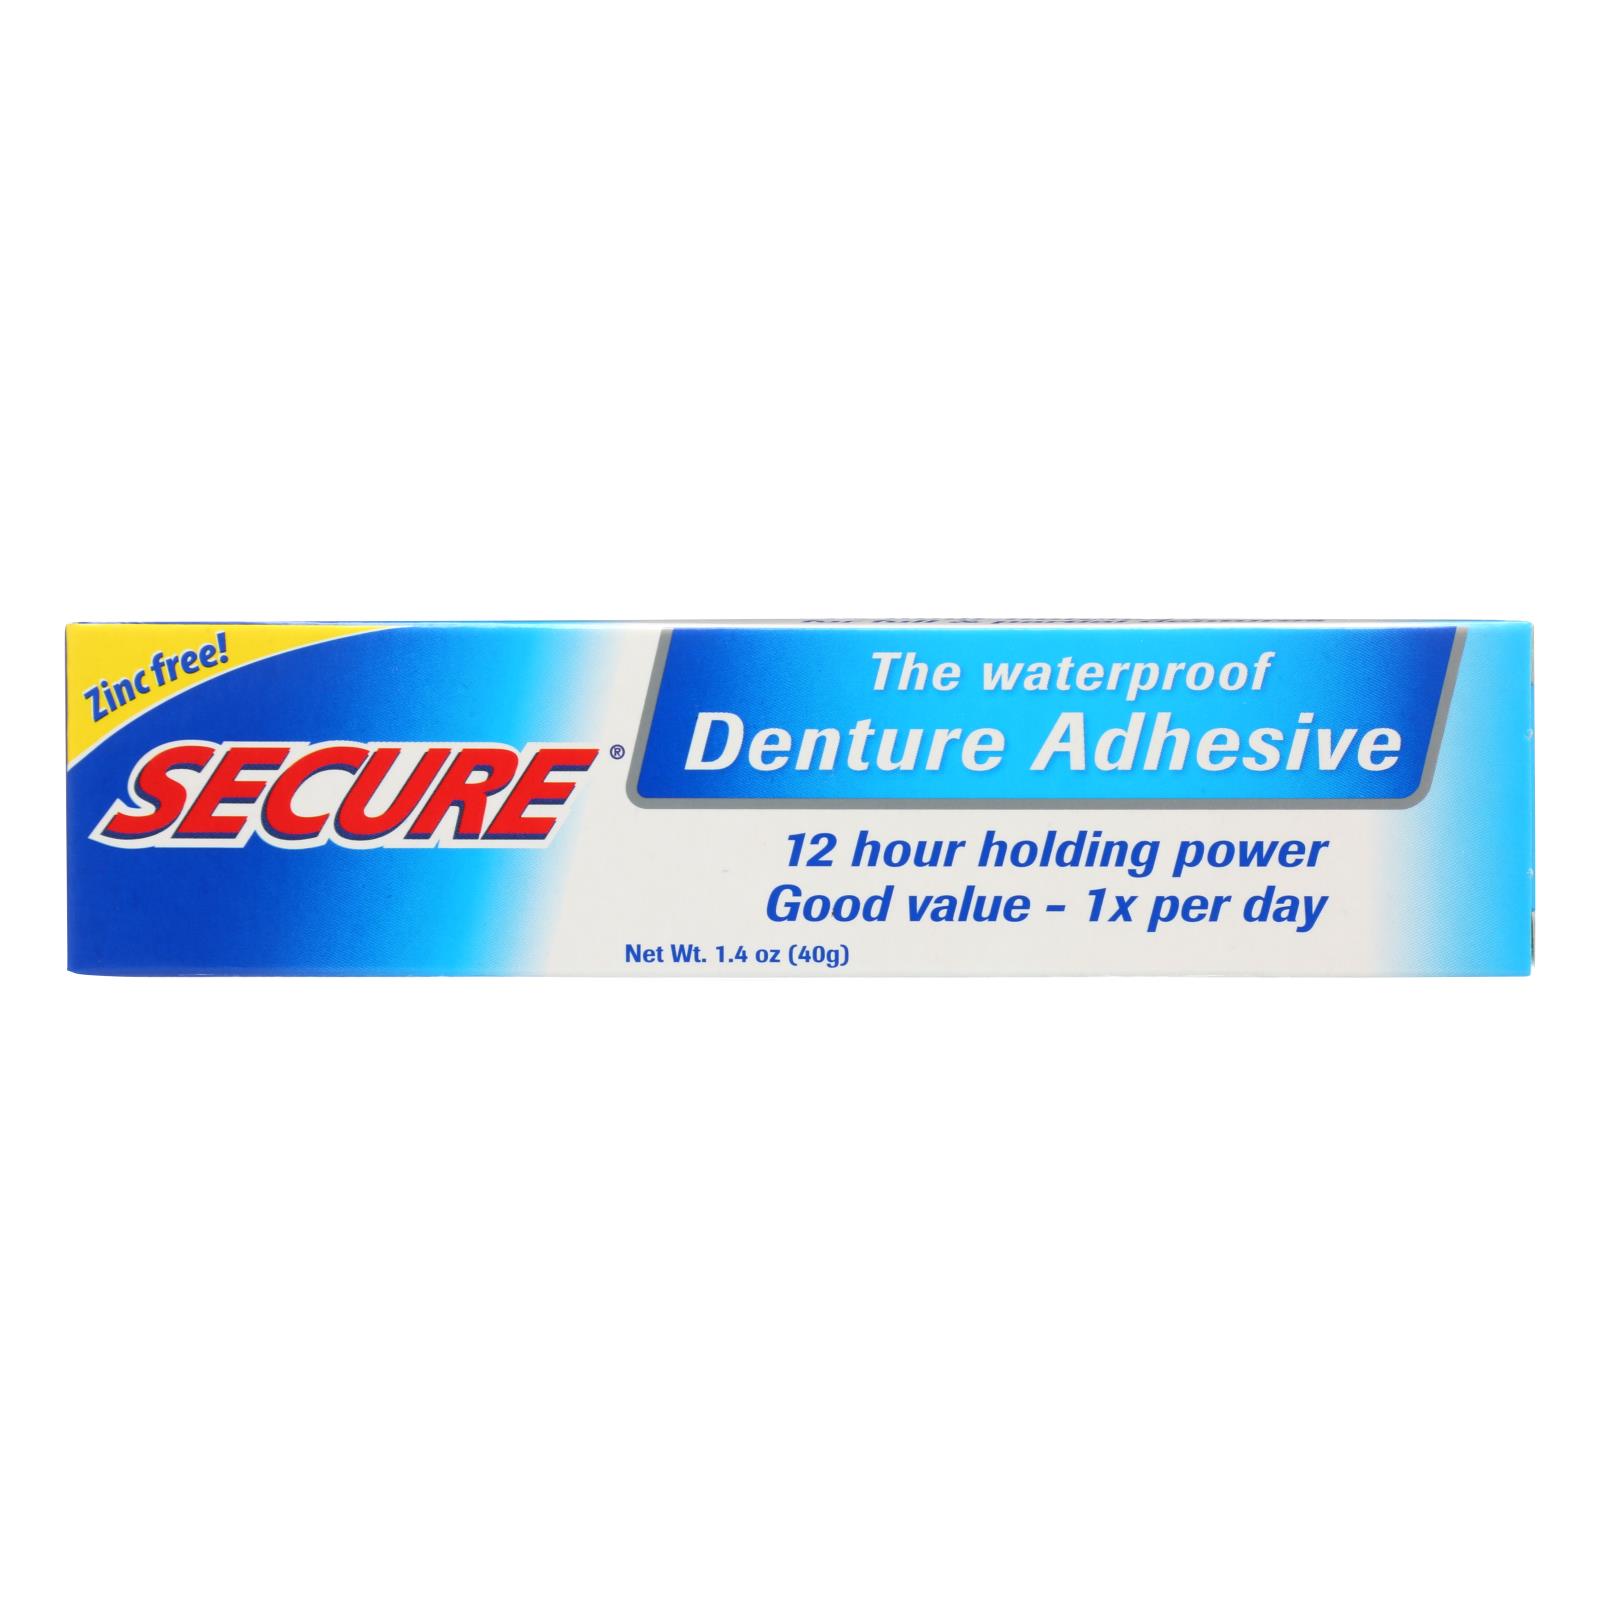 Zinc free!
SECURE®
The waterproof
Denture Adhesive
12 hour holding power
Good value - 1x per day
Net Wt. 1.4 oz (40g)